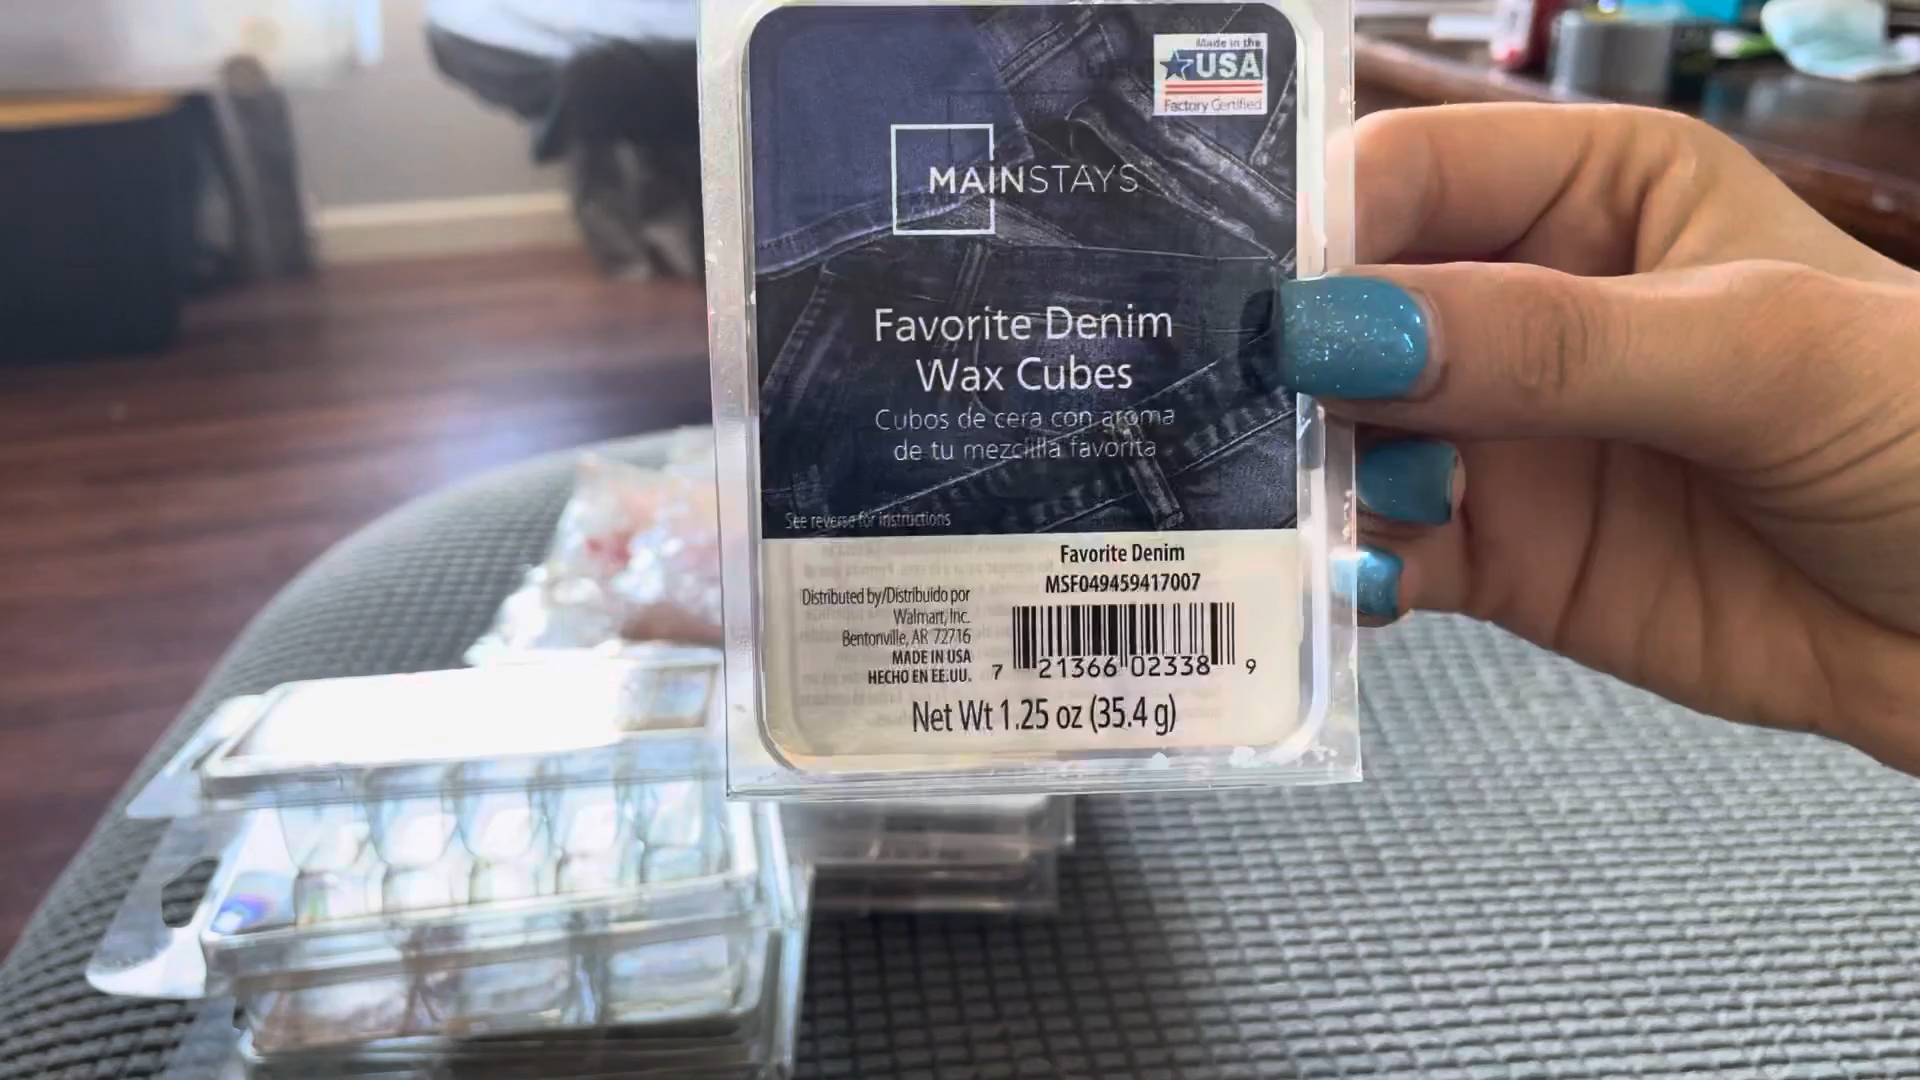 Made in the
USA
Factory Certified
MAINSTAYS
Favorite Denim
Wax Cubes
Cubos de cera con aroma
de tu mezclilla favorita
See reverse for instructions
Favorite Denim
MSF049459417007
Distributed by/Distribuido por
Walmart, Inc.
Bentonville, AR 72716
MADE IN USA
HECHO EN EE.UU.
7 21366 02338 9
Net Wt 1.25 oz (35.4 g)